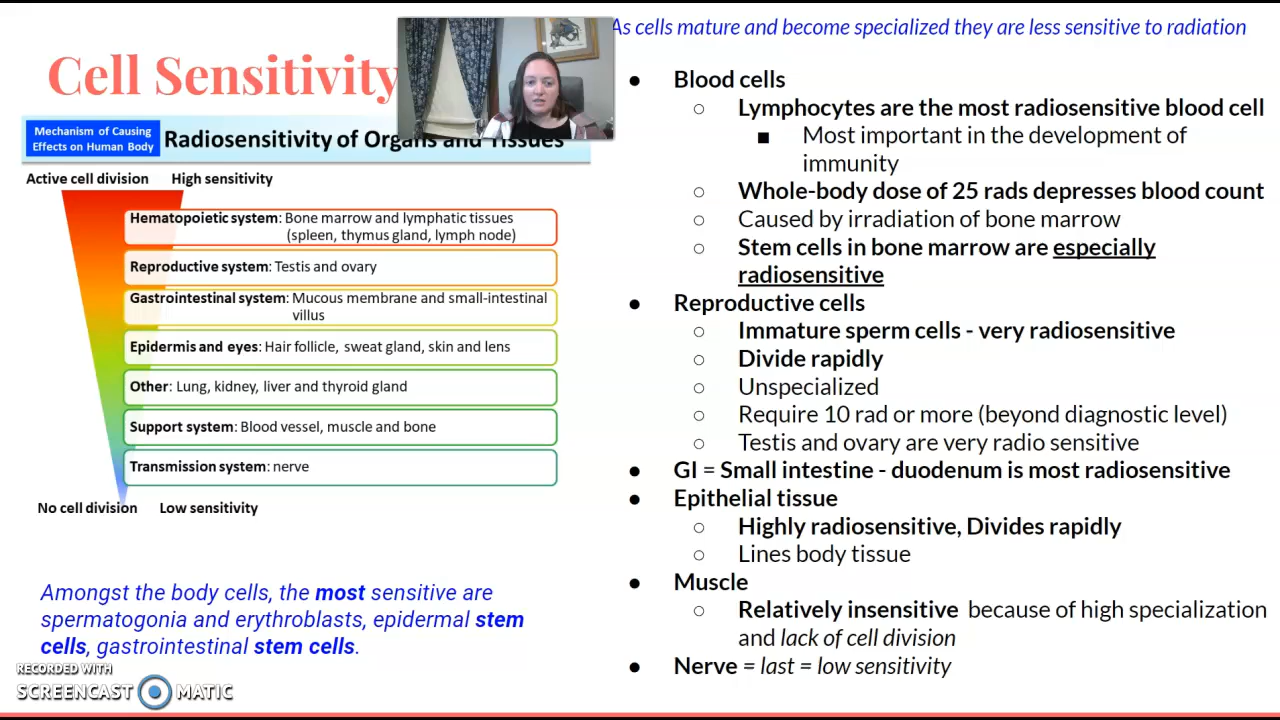 As cells mature and become specialized they are less sensitive to radiation
Cell Sensitivity
Mechanism of Causing
Effects on Human Body
Radiosensitivity of Organs and Tissues
Active cell division High sensitivity
Hematopoietic system: Bone marrow and lymphatic tissues
(spleen, thymus gland, lymph node)
Reproductive system: Testis and ovary
Gastrointestinal system: Mucous membrane and small-intestinal
villus
Epidermis and eyes: Hair follicle, sweat gland, skin and lens
Other: Lung, kidney, liver and thyroid gland
Support system: Blood vessel, muscle and bone
Transmission system: nerve
No cell division Low sensitivity
Amongst the body cells, the most sensitive are
spermatogonia and erythroblasts, epidermal stem
cells, gastrointestinal stem cells.
RECORDED WITH
SCREENCAST MATIC
● Blood cells
○ Lymphocytes are the most radiosensitive blood cell
■ Most important in the development of
immunity
○ Whole-body dose of 25 rads depresses blood count
○ Caused by irradiation of bone marrow
○ Stem cells in bone marrow are especially
radiosensitive
● Reproductive cells
○ Immature sperm cells - very radiosensitive
○ Divide rapidly
○ Unspecialized
○ Require 10 rad or more (beyond diagnostic level)
○ Testis and ovary are very radio sensitive
● GI = Small intestine - duodenum is most radiosensitive
● Epithelial tissue
○ Highly radiosensitive, Divides rapidly
○ Lines body tissue
● Muscle
○ Relatively insensitive because of high specialization
and lack of cell division
● Nerve = last = low sensitivity